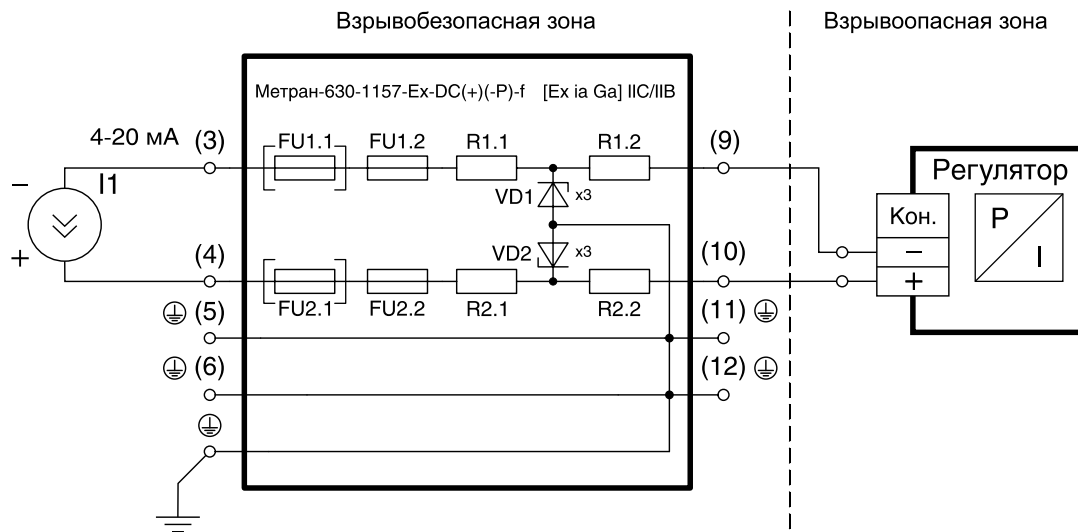 Взрывобезопасная зона
Взрывоопасная зона
Метран-630-1157-Ex-DC(+)(-P)-f [Ex ia Ga] IIC/IIB
4-20 мА (3)
FU1.1
FU1.2
R1.1
R1.2
(9)
− I1
+
VD1 x3
VD2 x3
Регулятор
Кон.
−
+
P
I
(4)
FU2.1
FU2.2
R2.1
R2.2
(10)
(5)
(11)
(6)
(12)